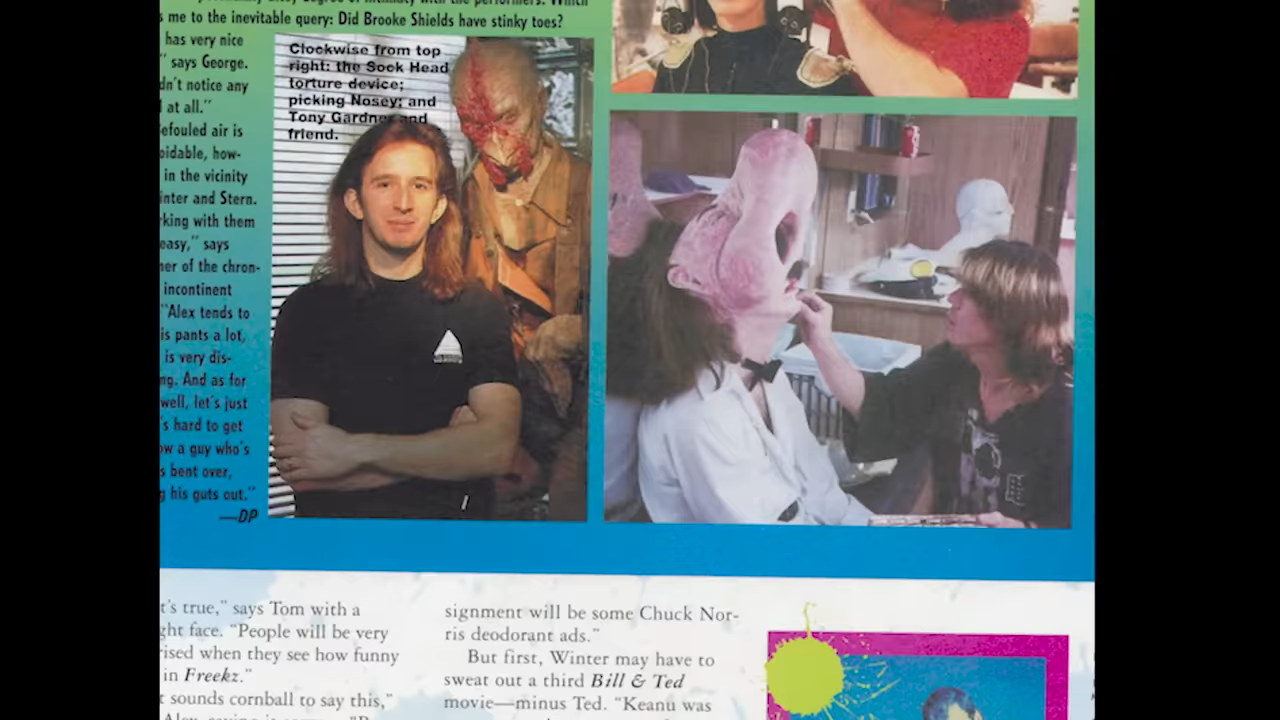 me to the inevitable query: Did Brooke Shields have stinky toes?
has very nice
" says George.
dn't notice any
at all."
efouled air is
oidable, how-
in the vicinity
inter and Stern.
rking with them
easy," says
ner of the chron-
incontinent
"Alex tends to
is pants a lot,
is very dis-
ng. And as for
well, let's just
's hard to get
ow a guy who's
s bent over,
g his guts out."
—DP
Clockwise from top
right: the Sock Head
torture device;
picking Nosey; and
Tony Gardner and
friend.
t's true," says Tom with a
ght face. "People will be very
rised when they see how funny
in Freekz."
t sounds cornball to say this,"
signment will be some Chuck Nor-
ris deodorant ads."
But first, Winter may have to
sweat out a third Bill & Ted
movie—minus Ted. "Keanu was